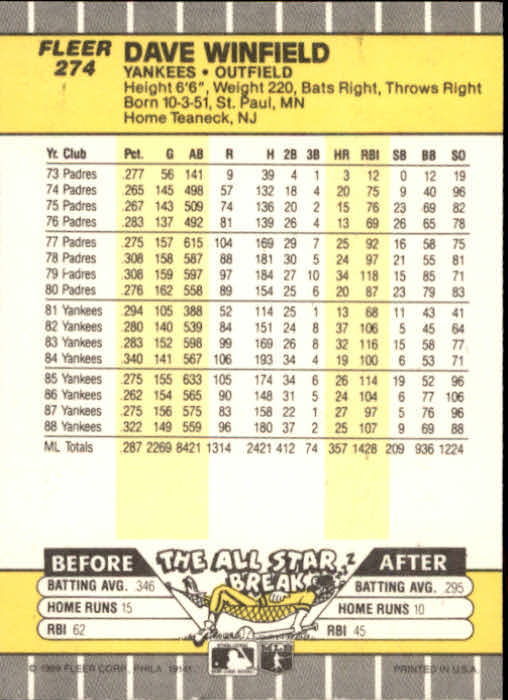 FLEER
274
DAVE WINFIELD
YANKEES • OUTFIELD
Height 6'6", Weight 220, Bats Right, Throws Right
Born 10-3-51, St. Paul, MN
Home Teaneck, NJ
Yr. Club Pct. G AB R H 2B 3B HR RBI SB BB SO
73 Padres .277 56 141 9 39 4 1 3 12 0 12 19
74 Padres .265 145 498 57 132 18 4 20 75 9 40 96
75 Padres .267 143 509 74 136 20 2 15 76 23 69 82
76 Padres .283 137 492 81 139 26 4 13 69 26 65 78
77 Padres .275 157 615 104 169 29 7 25 92 16 58 75
78 Padres .308 158 587 88 181 30 5 24 97 21 55 81
79 Padres .308 159 597 97 184 27 10 34 118 15 85 71
80 Padres .276 162 558 89 154 25 6 20 87 23 79 83
81 Yankees .294 105 388 52 114 25 1 13 68 11 43 41
82 Yankees .280 140 539 84 151 24 8 37 106 5 45 64
83 Yankees .283 152 598 99 169 26 8 32 116 15 58 77
84 Yankees .340 141 567 106 193 34 4 19 100 6 53 71
85 Yankees .275 155 633 105 174 34 6 26 114 19 52 96
86 Yankees .262 154 565 90 148 31 5 24 104 6 77 106
87 Yankees .275 156 575 83 158 22 1 27 97 5 76 96
88 Yankees .322 149 559 96 180 37 2 25 107 9 69 88
ML Totals .287 2269 8421 1314 2421 412 74 357 1428 209 936 1224
BEFORE THE ALL STAR BREAK AFTER
BATTING AVG. .346 BATTING AVG. .295
HOME RUNS 15 HOME RUNS 10
RBI 62 RBI 45
© 1989 FLEER CORP., PHILA. 19141 PRINTED IN U.S.A.